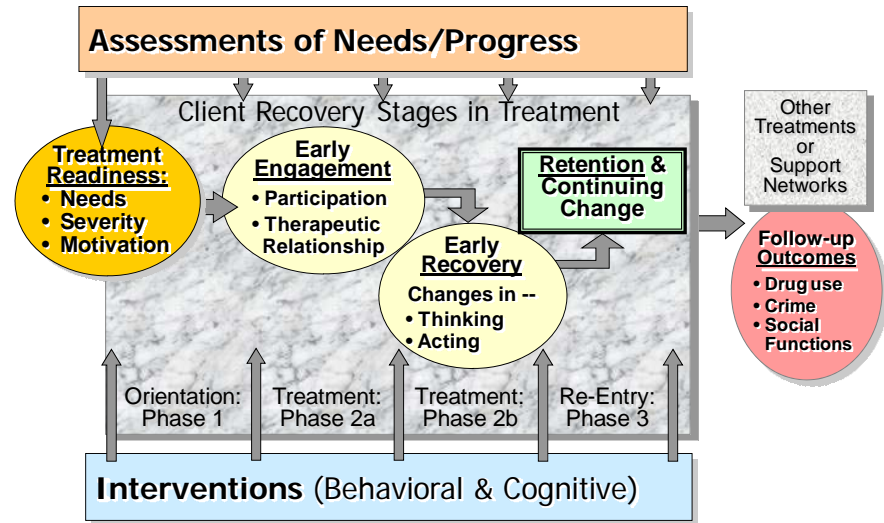 Assessments of Needs/Progress
Client Recovery Stages in Treatment
Treatment
Readiness:
• Needs
• Severity
• Motivation
Early
Engagement
• Participation
• Therapeutic
Relationship
Early
Recovery
Changes in --
• Thinking
• Acting
Retention &
Continuing
Change
Other
Treatments
or
Support
Networks
Follow-up
Outcomes
• Drug use
• Crime
• Social
Functions
Orientation:
Phase 1
Treatment:
Phase 2a
Treatment:
Phase 2b
Re-Entry:
Phase 3
Interventions (Behavioral & Cognitive)